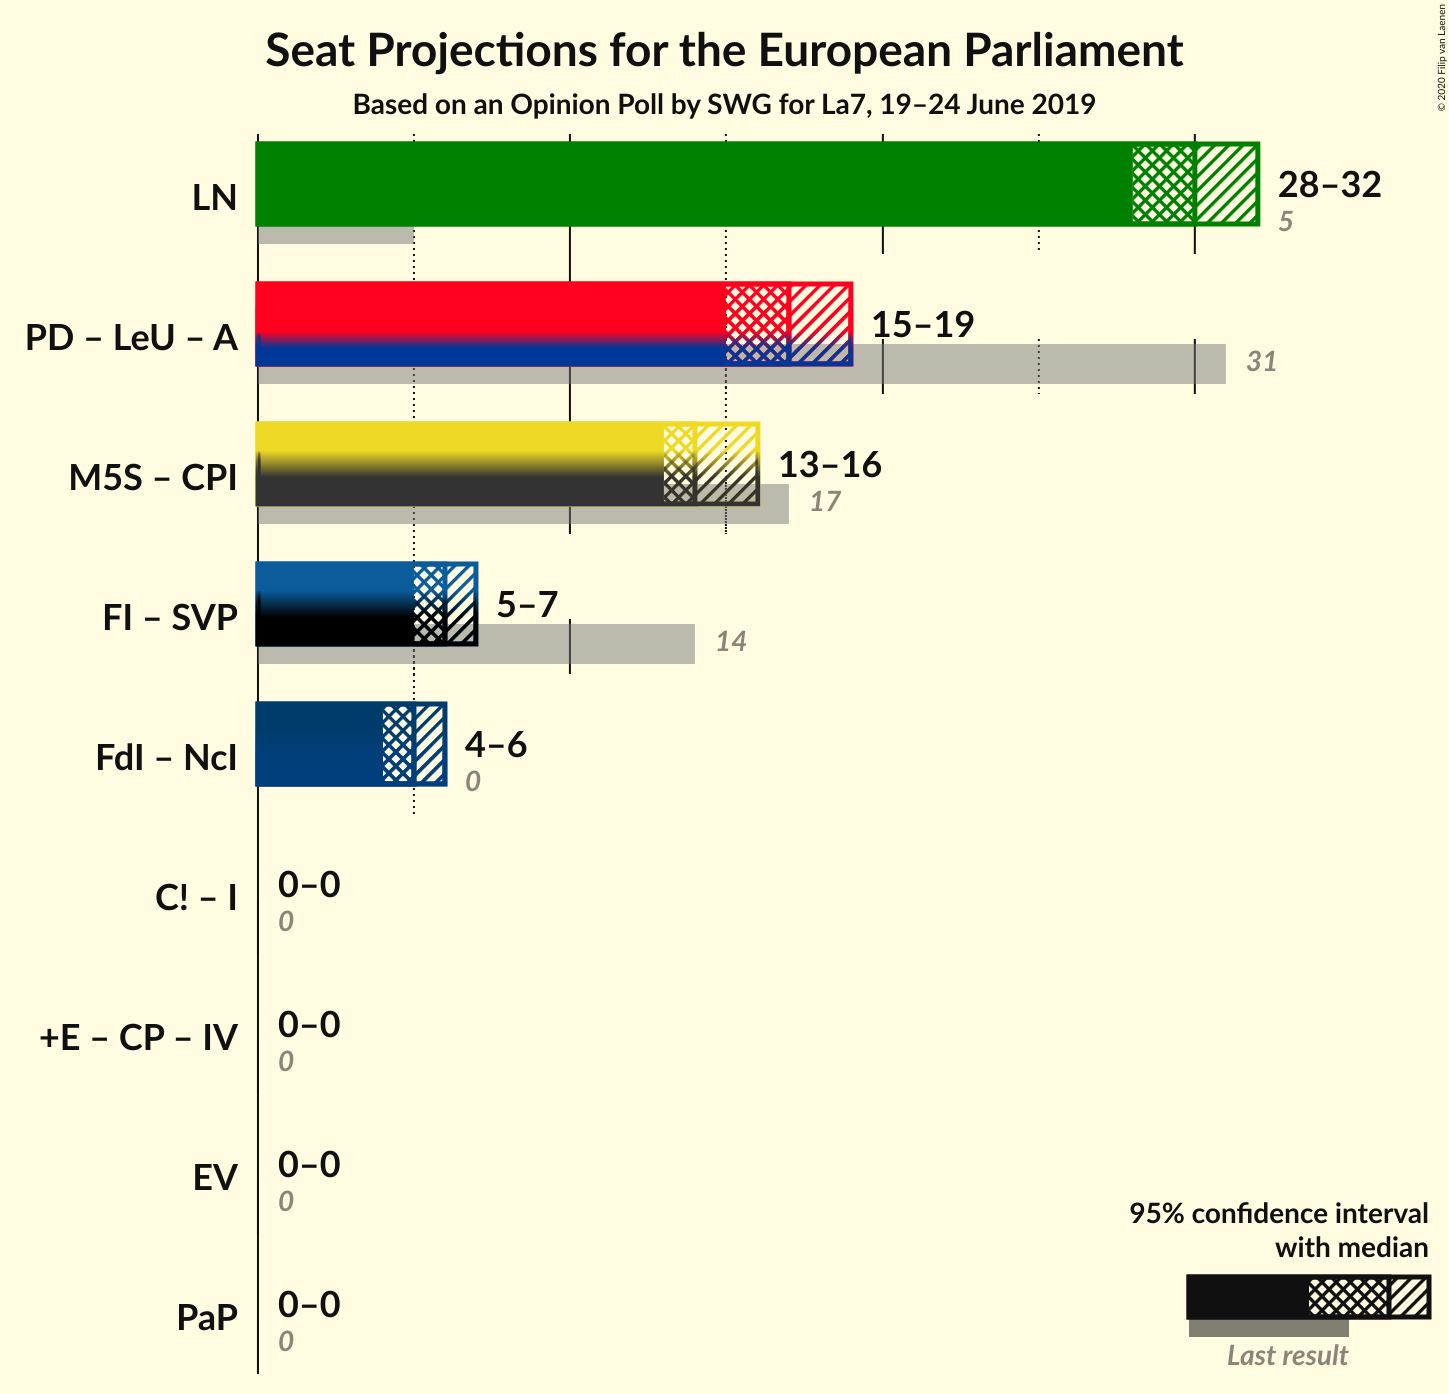 Seat Projections for the European Parliament
Based on an Opinion Poll by SWG for La7, 19–24 June 2019
© 2020 Filip van Laenen
LN
28–32
5
PD – LeU – A
15–19
31
M5S – CPI
13–16
17
FI – SVP
5–7
14
FdI – NcI
4–6
0
C! – I
0–0
0
+E – CP – IV
0–0
0
EV
0–0
0
PaP
0–0
0
95% confidence interval
with median
Last result